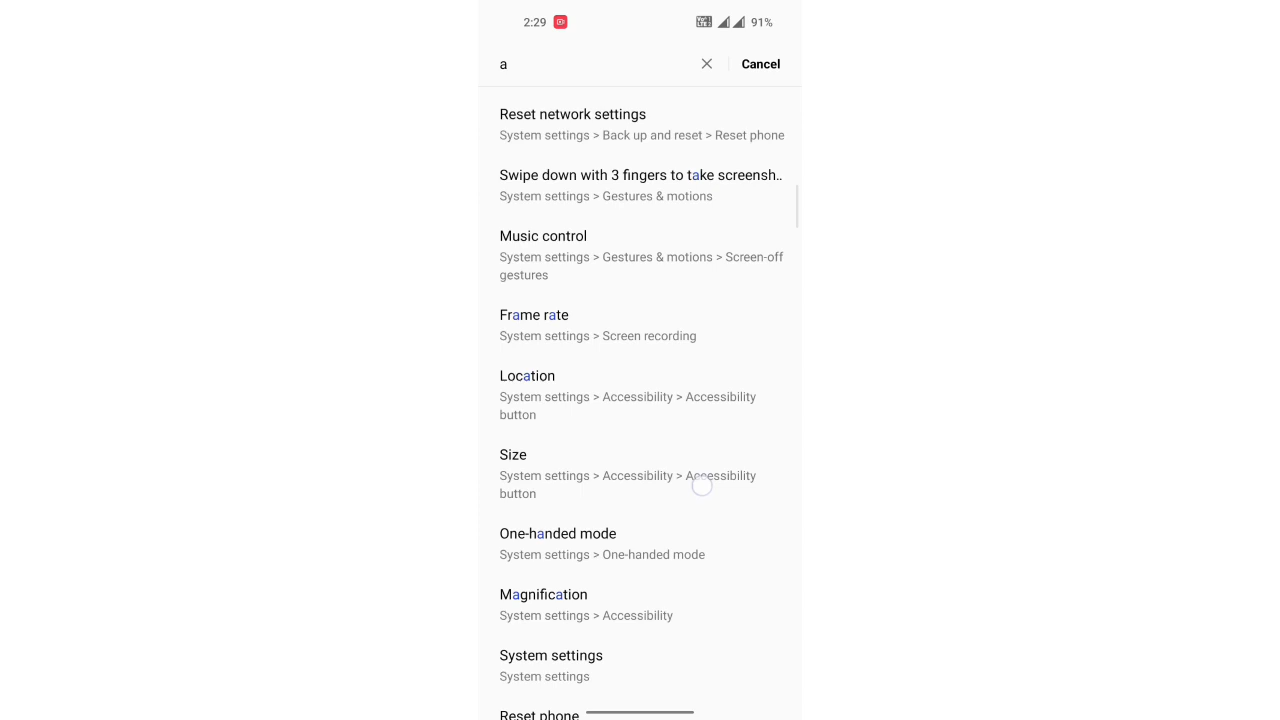 2:29 91%
a Cancel
Reset network settings
System settings > Back up and reset > Reset phone
Swipe down with 3 fingers to take screensh..
System settings > Gestures & motions
Music control
System settings > Gestures & motions > Screen-off
gestures
Frame rate
System settings > Screen recording
Location
System settings > Accessibility > Accessibility
button
Size
System settings > Accessibility > Accessibility
button
One-handed mode
System settings > One-handed mode
Magnification
System settings > Accessibility
System settings
System settings
Reset phone